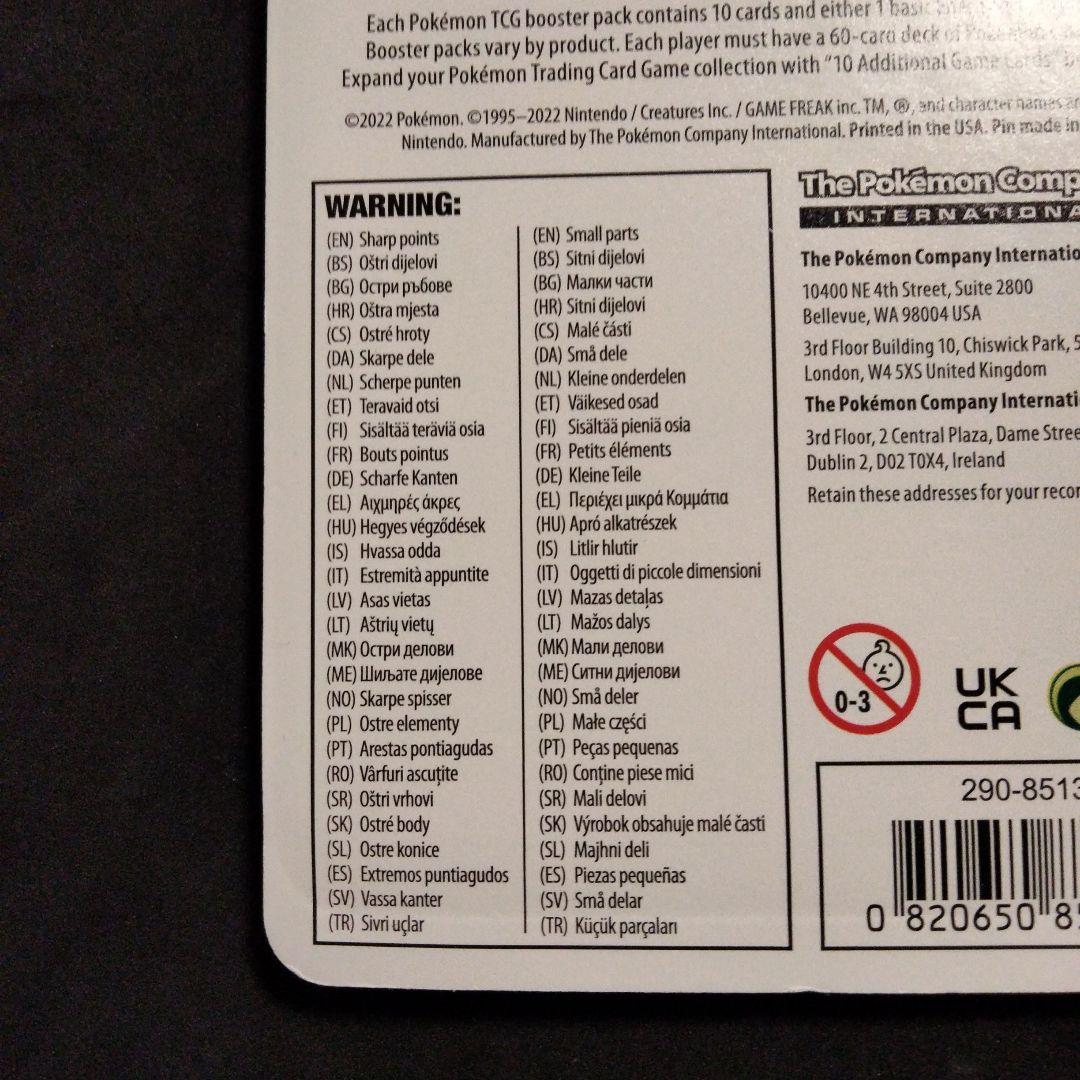 Each Pokémon TCG booster pack contains 10 cards and either 1 basic
Booster packs vary by product. Each player must have a 60-card deck of
Expand your Pokémon Trading Card Game collection with "10 Additional Game Cards"
©2022 Pokémon. ©1995–2022 Nintendo / Creatures Inc. / GAME FREAK inc. TM, ®, and character names
Nintendo. Manufactured by The Pokémon Company International. Printed in the USA. Pin made in
WARNING:
(EN) Sharp points
(BS) Oštri dijelovi
(BG) Остри ръбове
(HR) Oštra mjesta
(CS) Ostré hroty
(DA) Skarpe dele
(NL) Scherpe punten
(ET) Teravaid otsi
(FI) Sisältää teräviä osia
(FR) Bouts pointus
(DE) Scharfe Kanten
(EL) Αιχμηρές άκρες
(HU) Hegyes végződések
(IS) Hvassa odda
(IT) Estremità appuntite
(LV) Asas vietas
(LT) Aštrių vietų
(MK) Остри делови
(ME) Шиљате дијелове
(NO) Skarpe spisser
(PL) Ostre elementy
(PT) Arestas pontiagudas
(RO) Vârfuri ascuțite
(SR) Oštri vrhovi
(SK) Ostré body
(SL) Ostre konice
(ES) Extremos puntiagudos
(SV) Vassa kanter
(TR) Sivri uçlar
(EN) Small parts
(BS) Sitni dijelovi
(BG) Малки части
(HR) Sitni dijelovi
(CS) Malé části
(DA) Små dele
(NL) Kleine onderdelen
(ET) Väikesed osad
(FI) Sisältää pieniä osia
(FR) Petits éléments
(DE) Kleine Teile
(EL) Περιέχει μικρά Κομμάτια
(HU) Apró alkatrészek
(IS) Litlir hlutir
(IT) Oggetti di piccole dimensioni
(LV) Mazas detaļas
(LT) Mažos dalys
(MK) Мали делови
(ME) Ситни дијелови
(NO) Små deler
(PL) Małe części
(PT) Peças pequenas
(RO) Conține piese mici
(SR) Mali delovi
(SK) Výrobok obsahuje malé časti
(SL) Majhni deli
(ES) Piezas pequeñas
(SV) Små delar
(TR) Küçük parçaları
The Pokémon Comp
INTERNATIONA
The Pokémon Company Internatio
10400 NE 4th Street, Suite 2800
Bellevue, WA 98004 USA
3rd Floor Building 10, Chiswick Park, 5
London, W4 5XS United Kingdom
The Pokémon Company Internati
3rd Floor, 2 Central Plaza, Dame Stree
Dublin 2, D02 T0X4, Ireland
Retain these addresses for your recor
0-3
UK
CA
290-8513
0 820650 85